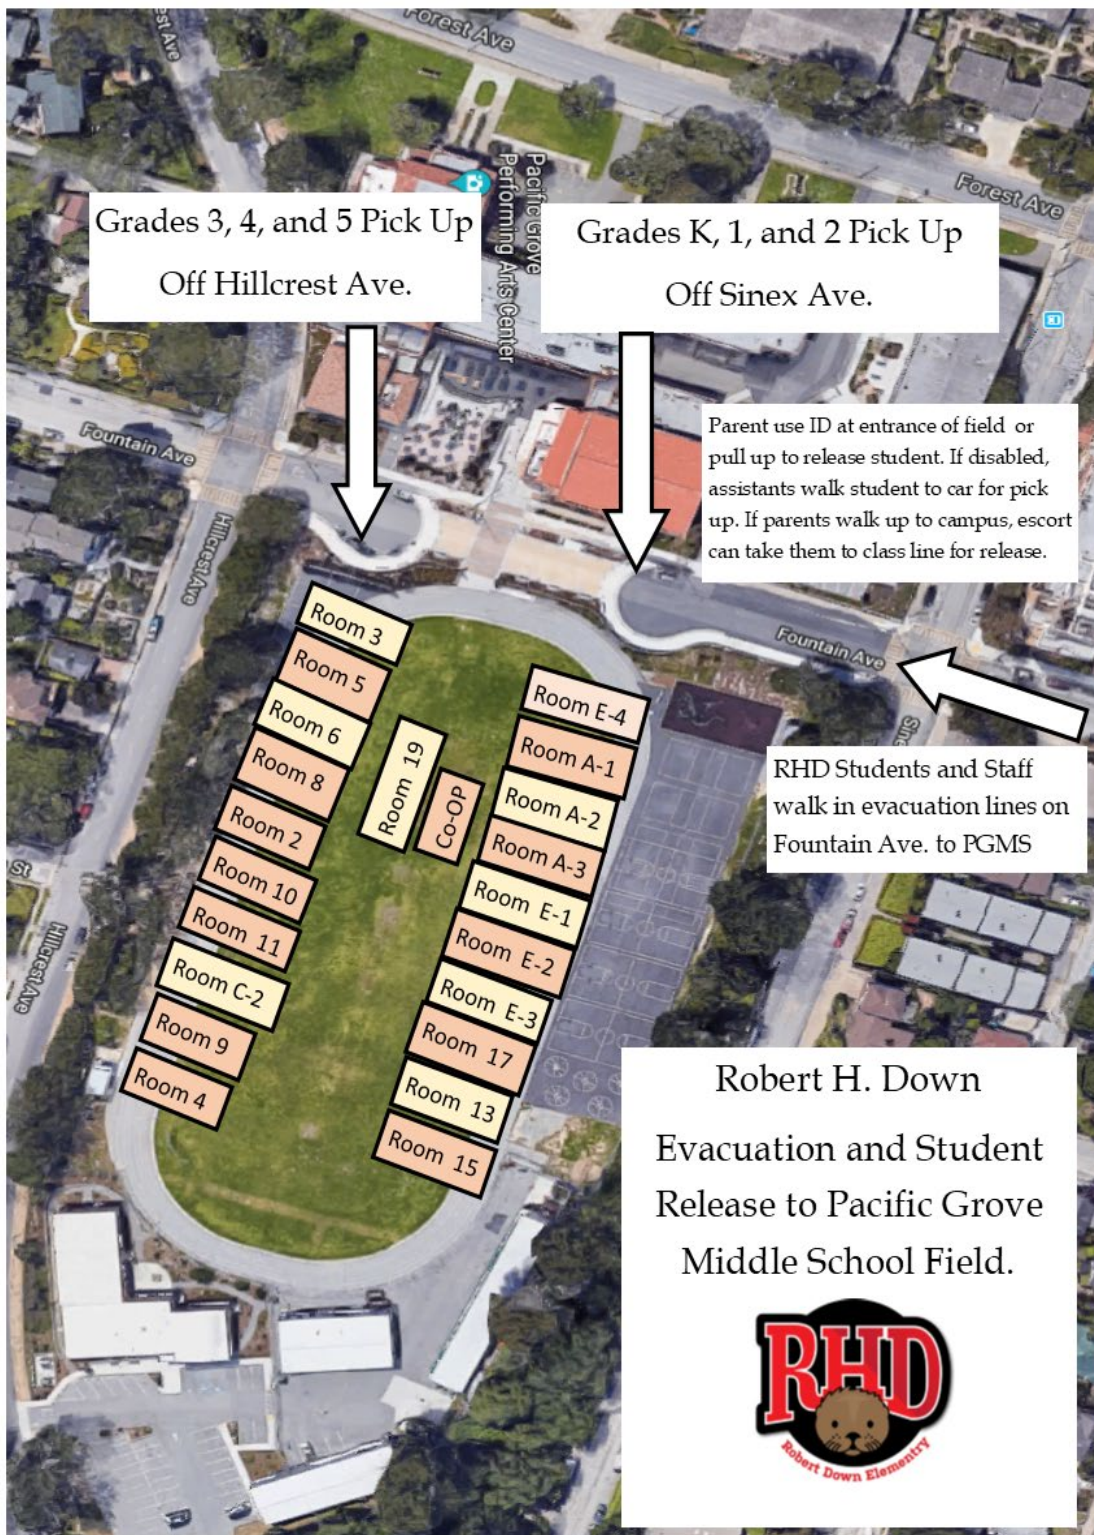 est Ave
Forest Ave
Forest Ave
Pacific Grove
Performing Arts Center
Grades 3, 4, and 5 Pick Up
Off Hillcrest Ave.
Grades K, 1, and 2 Pick Up
Off Sinex Ave.
Parent use ID at entrance of field or
pull up to release student. If disabled,
assistants walk student to car for pick
up. If parents walk up to campus, escort
can take them to class line for release.
Fountain Ave
Hillcrest Ave
Fountain Ave
Sine
RHD Students and Staff
walk in evacuation lines on
Fountain Ave. to PGMS
Room 3
Room 5
Room 6
Room 8
Room 2
Room 10
Room 11
Room C-2
Room 9
Room 4
Room 19
Co-OP
Room E-4
Room A-1
Room A-2
Room A-3
Room E-1
Room E-2
Room E-3
Room 17
Room 13
Room 15
St
Hillcrest Ave
Robert H. Down
Evacuation and Student
Release to Pacific Grove
Middle School Field.
RHD
Robert Down Elementry